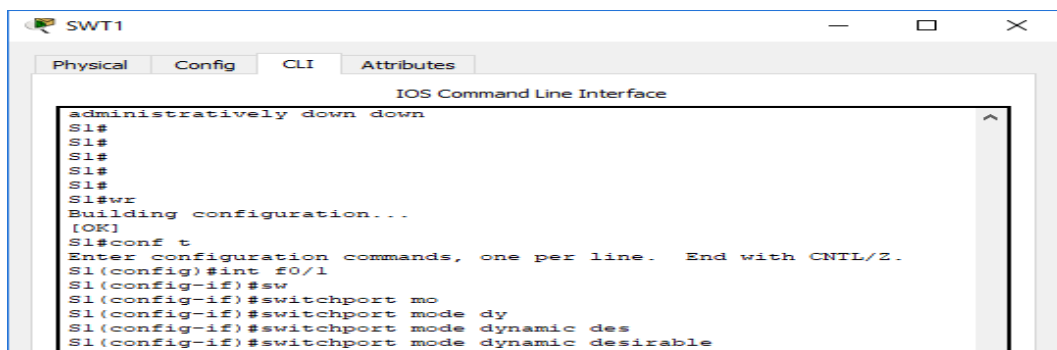 SWT1
Physical Config CLI Attributes
IOS Command Line Interface
administratively down down
S1#
S1#
S1#
S1#
S1#
S1#wr
Building configuration...
[OK]
S1#conf t
Enter configuration commands, one per line.  End with CNTL/Z.
S1(config)#int f0/1
S1(config-if)#sw
S1(config-if)#switchport mo
S1(config-if)#switchport mode dy
S1(config-if)#switchport mode dynamic des
S1(config-if)#switchport mode dynamic desirable